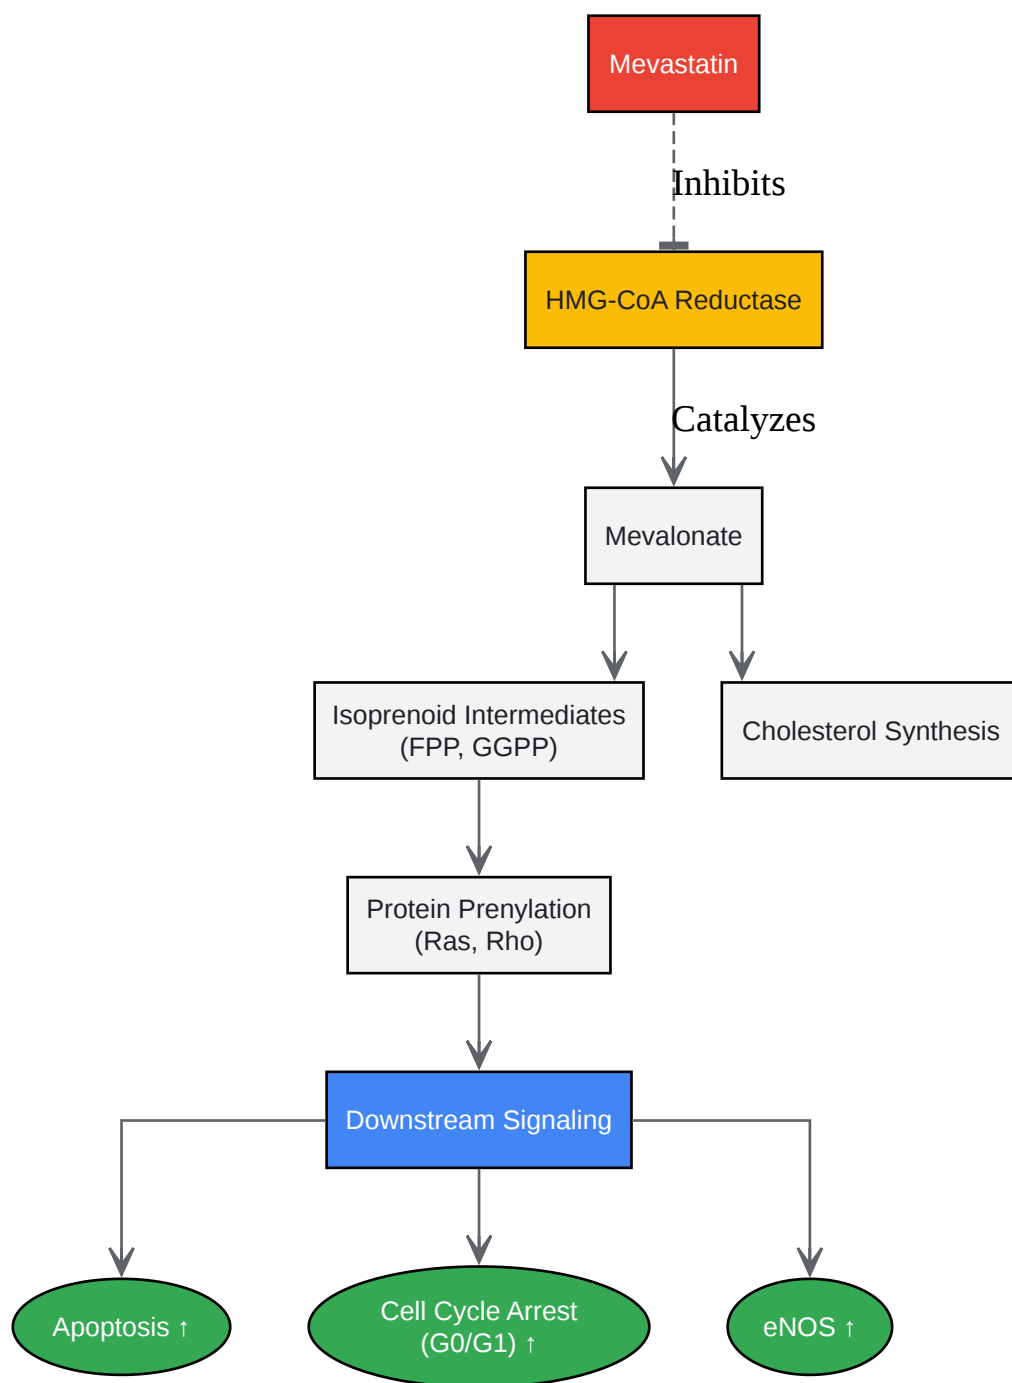 Mevastatin
Inhibits
HMG-CoA Reductase
Catalyzes
Mevalonate
Isoprenoid Intermediates
(FPP, GGPP)
Cholesterol Synthesis
Protein Prenylation
(Ras, Rho)
Downstream Signaling
Apoptosis ↑
Cell Cycle Arrest
(G0/G1) ↑
eNOS ↑